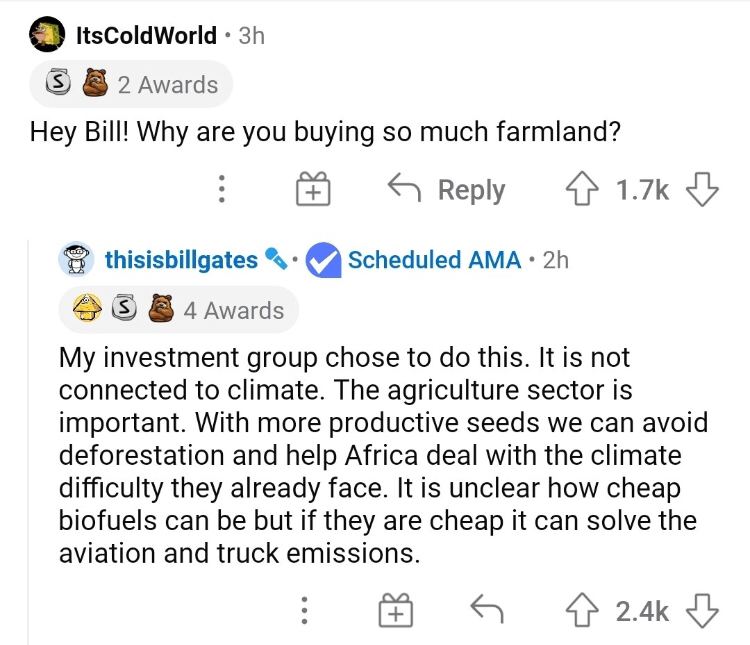 ItsColdWorld • 3h
S 2 Awards
Hey Bill! Why are you buying so much farmland?
Reply 1.7k
thisisbillgates • Scheduled AMA • 2h
S 4 Awards
My investment group chose to do this. It is not
connected to climate. The agriculture sector is
important. With more productive seeds we can avoid
deforestation and help Africa deal with the climate
difficulty they already face. It is unclear how cheap
biofuels can be but if they are cheap it can solve the
aviation and truck emissions.
2.4k